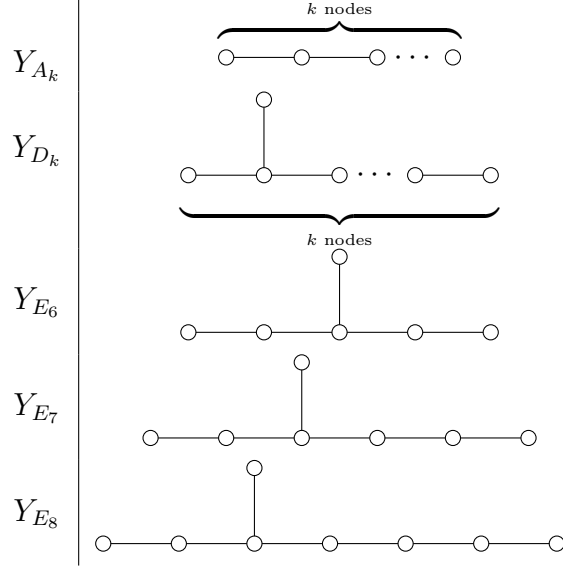 k nodes
Y_{A_k}
Y_{D_k}
k nodes
Y_{E_6}
Y_{E_7}
Y_{E_8}